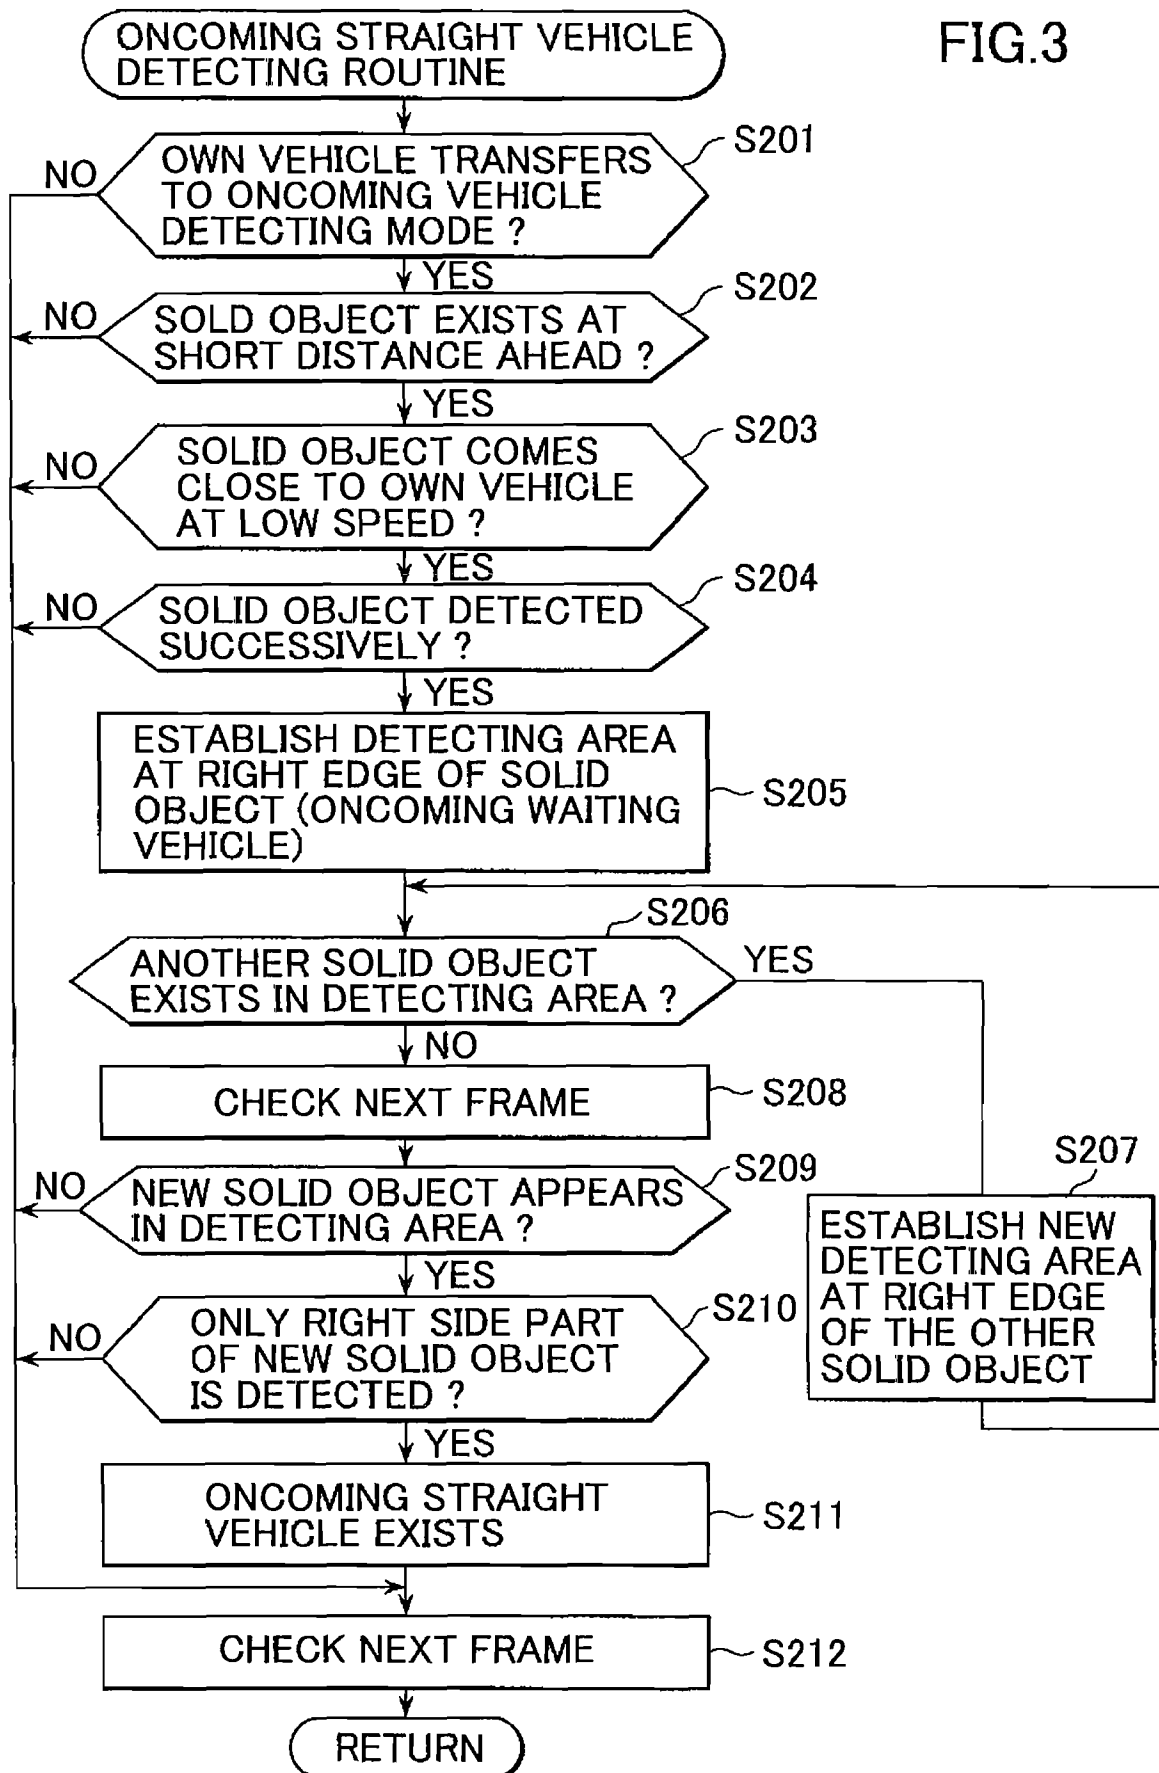 FIG.3
ONCOMING STRAIGHT VEHICLE
DETECTING ROUTINE
S201
OWN VEHICLE TRANSFERS
TO ONCOMING VEHICLE
DETECTING MODE ?
NO
YES
S202
SOLD OBJECT EXISTS AT
SHORT DISTANCE AHEAD ?
NO
YES
S203
SOLID OBJECT COMES
CLOSE TO OWN VEHICLE
AT LOW SPEED ?
NO
YES
S204
SOLID OBJECT DETECTED
SUCCESSIVELY ?
NO
YES
ESTABLISH DETECTING AREA
AT RIGHT EDGE OF SOLID
OBJECT (ONCOMING WAITING
VEHICLE)
S205
S206
ANOTHER SOLID OBJECT
EXISTS IN DETECTING AREA ?
YES
NO
CHECK NEXT FRAME
S208
S207
ESTABLISH NEW
DETECTING AREA
AT RIGHT EDGE
OF THE OTHER
SOLID OBJECT
S209
NEW SOLID OBJECT APPEARS
IN DETECTING AREA ?
NO
YES
S210
ONLY RIGHT SIDE PART
OF NEW SOLID OBJECT
IS DETECTED ?
NO
YES
ONCOMING STRAIGHT
VEHICLE EXISTS
S211
CHECK NEXT FRAME
S212
RETURN